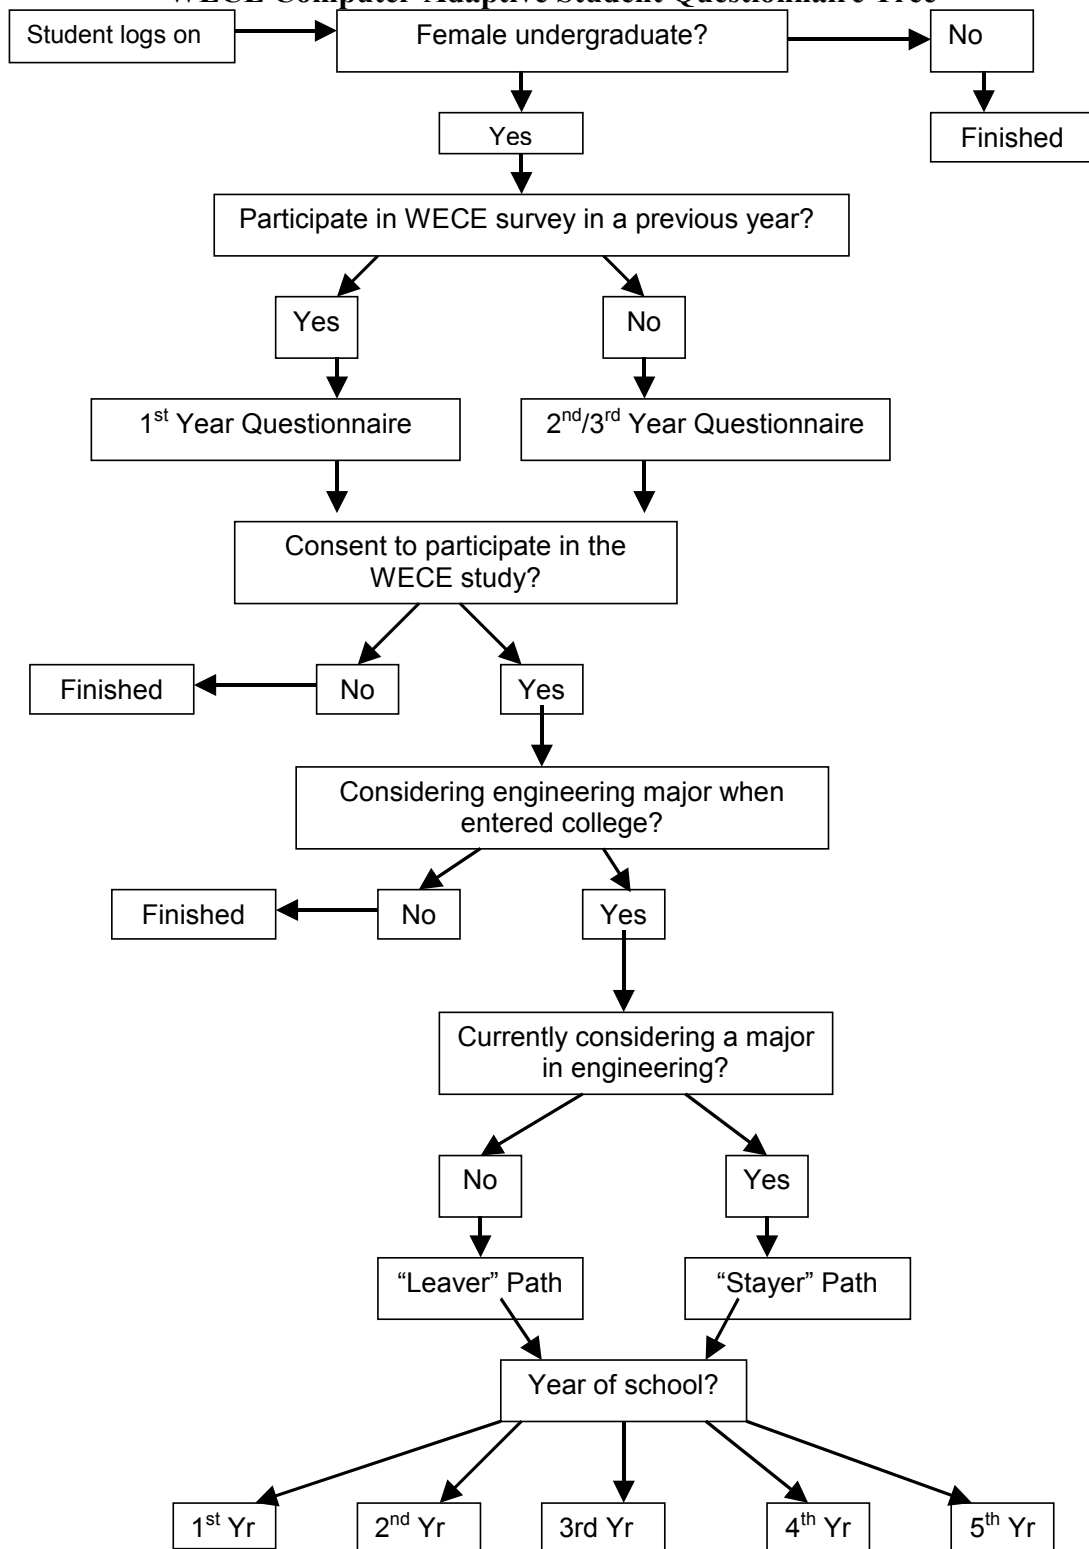 WECE Computer-Adaptive Student Questionnaire Tree
Student logs on
Female undergraduate?
No
Yes
Finished
Participate in WECE survey in a previous year?
Yes
No
1st Year Questionnaire
2nd/3rd Year Questionnaire
Consent to participate in the
WECE study?
Finished
No
Yes
Considering engineering major when
entered college?
Finished
No
Yes
Currently considering a major
in engineering?
No
Yes
“Leaver” Path
“Stayer” Path
Year of school?
1st Yr
2nd Yr
3rd Yr
4th Yr
5th Yr